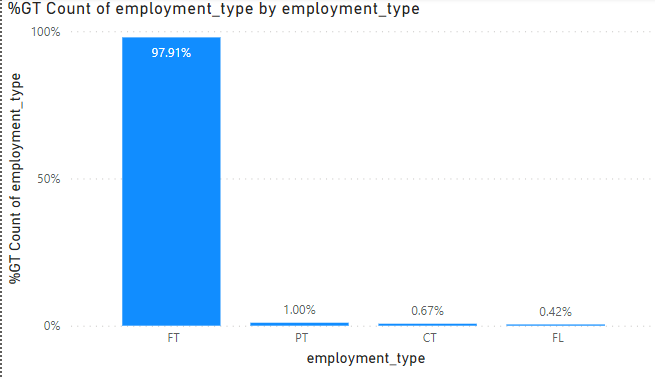 %GT Count of employment_type by employment_type
%GT Count of employment_type
100%
50%
0%
97.91%
1.00%
0.67%
0.42%
FT
PT
CT
FL
employment_type